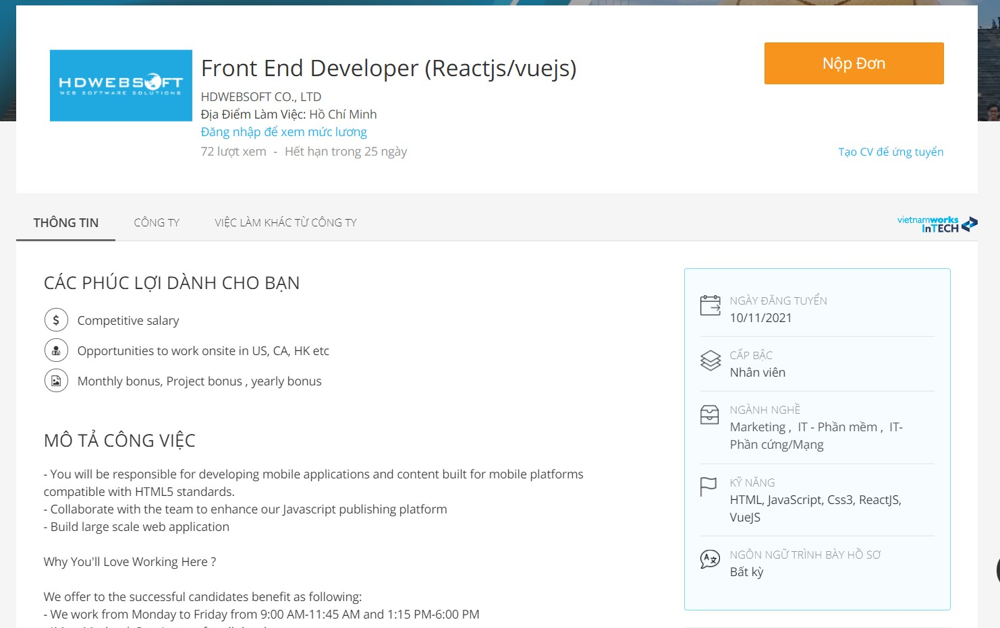 HDWEBSOFT
WEB SOFTWARE SOLUTIONS
Front End Developer (Reactjs/vuejs)
HDWEBSOFT CO., LTD
Địa Điểm Làm Việc: Hồ Chí Minh
Đăng nhập để xem mức lương
72 lượt xem - Hết hạn trong 25 ngày
Nộp Đơn
Tạo CV để ứng tuyển
THÔNG TIN
CÔNG TY
VIỆC LÀM KHÁC TỪ CÔNG TY
vietnamworks
InTECH
CÁC PHÚC LỢI DÀNH CHO BẠN
Competitive salary
Opportunities to work onsite in US, CA, HK etc
Monthly bonus, Project bonus , yearly bonus
MÔ TẢ CÔNG VIỆC
- You will be responsible for developing mobile applications and content built for mobile platforms
compatible with HTML5 standards.
- Collaborate with the team to enhance our Javascript publishing platform
- Build large scale web application
Why You'll Love Working Here ?
We offer to the successful candidates benefit as following:
- We work from Monday to Friday from 9:00 AM-11:45 AM and 1:15 PM-6:00 PM
NGÀY ĐĂNG TUYỂN
10/11/2021
CẤP BẬC
Nhân viên
NGÀNH NGHỀ
Marketing , IT - Phần mềm , IT-
Phần cứng/Mạng
KỸ NĂNG
HTML, JavaScript, Css3, ReactJS,
VueJS
NGÔN NGỮ TRÌNH BÀY HỒ SƠ
Bất kỳ